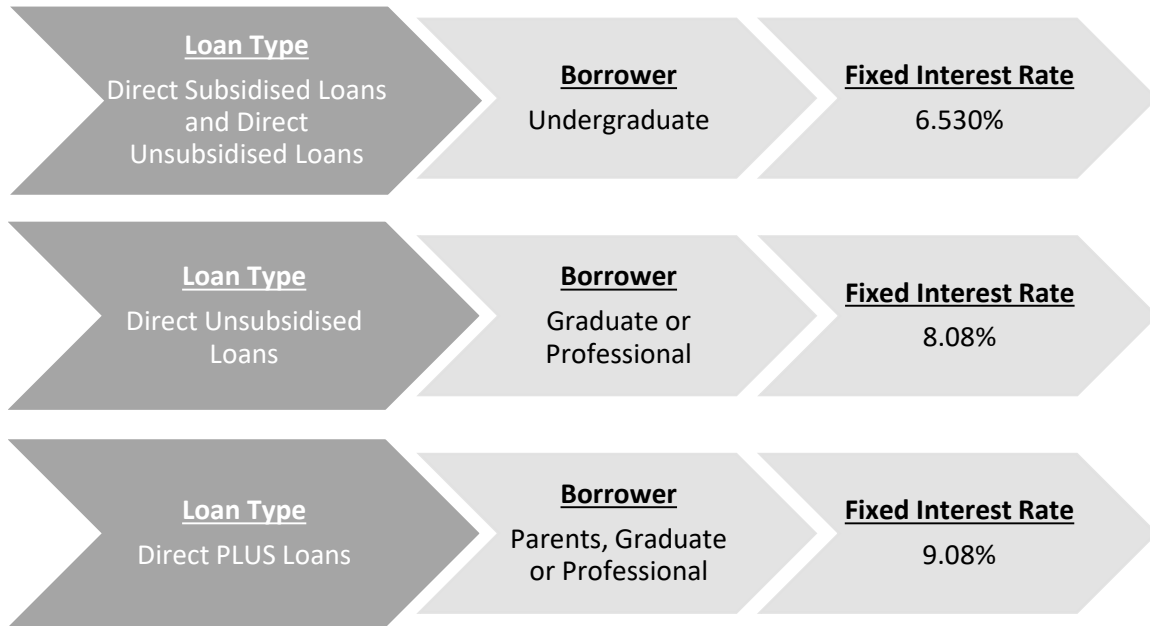 Loan Type
Direct Subsidised Loans
and Direct
Unsubsidised Loans
Borrower
Undergraduate
Fixed Interest Rate
6.530%
Loan Type
Direct Unsubsidised
Loans
Borrower
Graduate or
Professional
Fixed Interest Rate
8.08%
Loan Type
Direct PLUS Loans
Borrower
Parents, Graduate
or Professional
Fixed Interest Rate
9.08%